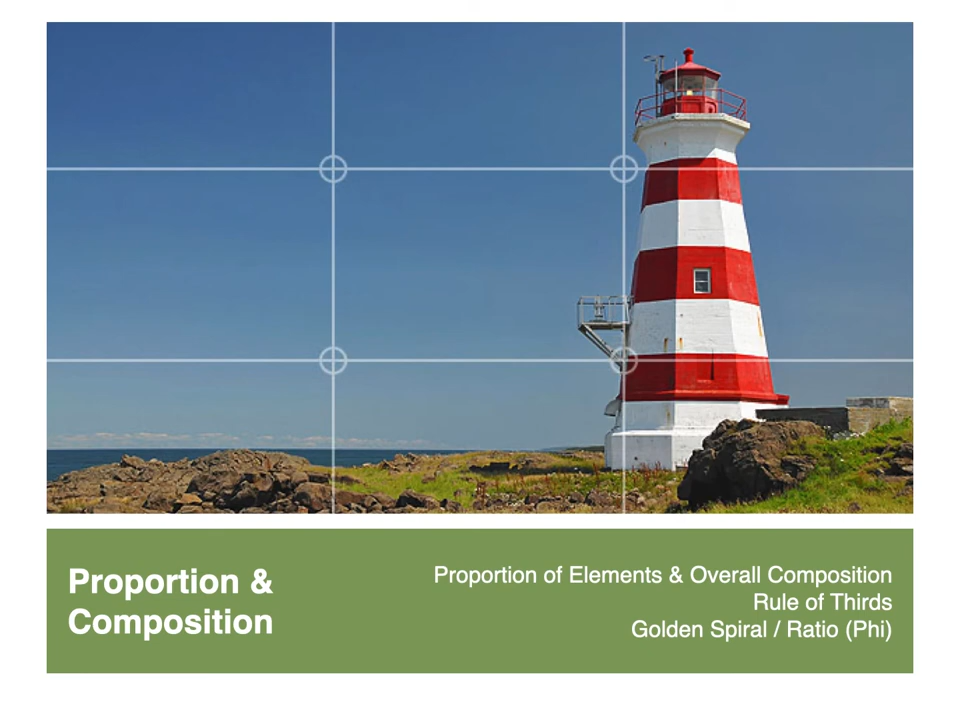 Proportion &
Composition
Proportion of Elements & Overall Composition
Rule of Thirds
Golden Spiral / Ratio (Phi)